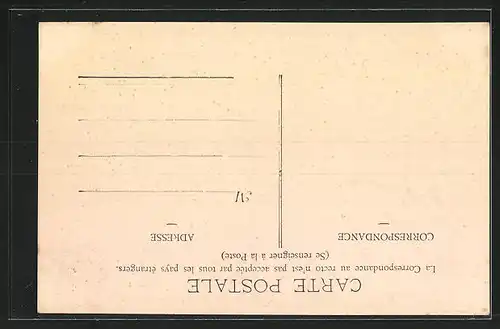 CARTE POSTALE
La Correspondance au recto n'est pas acceptée par tous les pays étrangers.
(Se renseigner à la Poste)
CORRESPONDANCE
ADRESSE
M